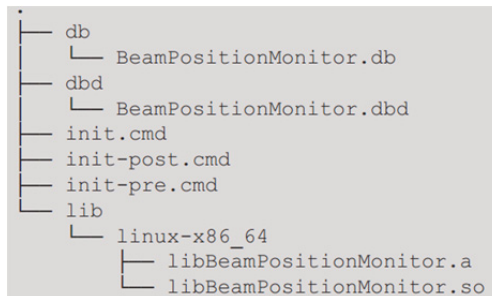 .
├── db
│   └── BeamPositionMonitor.db
├── dbd
│   └── BeamPositionMonitor.dbd
├── init.cmd
├── init-post.cmd
├── init-pre.cmd
└── lib
    └── linux-x86_64
        ├── libBeamPositionMonitor.a
        └── libBeamPositionMonitor.so